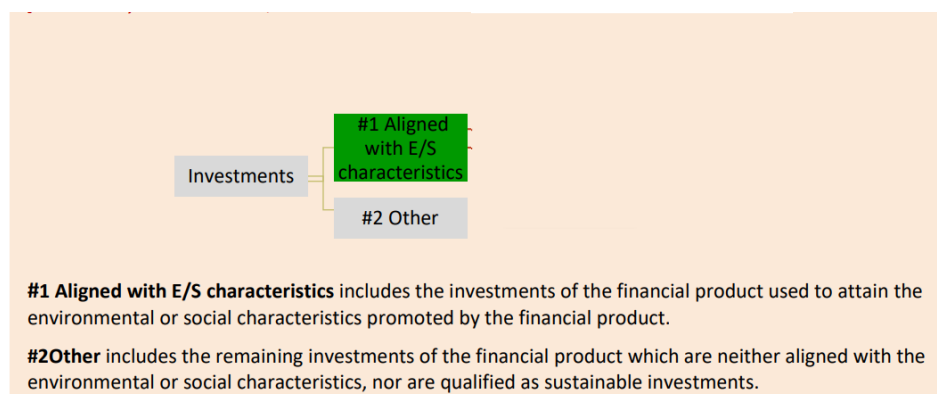 #1 Aligned
with E/S
characteristics
Investments
#2 Other
#1 Aligned with E/S characteristics includes the investments of the financial product used to attain the
environmental or social characteristics promoted by the financial product.
#2Other includes the remaining investments of the financial product which are neither aligned with the
environmental or social characteristics, nor are qualified as sustainable investments.